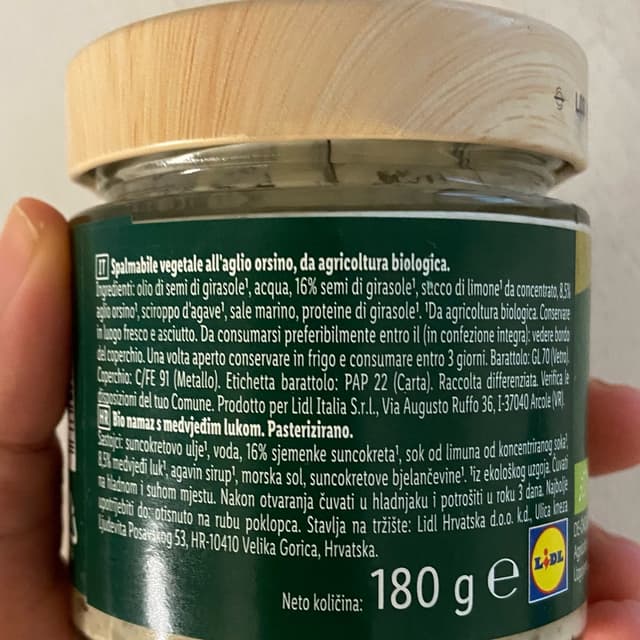 IT Spalmabile vegetale all'aglio orsino, da agricoltura biologica.
Ingredienti: olio di semi di girasole¹, acqua, 16% semi di girasole¹, succo di limone¹ da concentrato, 8,5%
aglio orsino¹, sciroppo d'agave¹, sale marino, proteine di girasole¹. ¹Da agricoltura biologica. Conservare
in luogo fresco e asciutto. Da consumarsi preferibilmente entro il (in confezione integra): vedere bordo
del coperchio. Una volta aperto conservare in frigo e consumare entro 3 giorni. Barattolo: GL 70 (Vetro).
Coperchio: C/FE 91 (Metallo). Etichetta barattolo: PAP 22 (Carta). Raccolta differenziata. Verifica le
disposizioni del tuo Comune. Prodotto per Lidl Italia S.r.l., Via Augusto Ruffo 36, I-37040 Arcole (VR).
HR Bio namaz s medvjeđim lukom. Pasterizirano.
Sastojci: suncokretovo ulje¹, voda, 16% sjemenke suncokreta¹, sok od limuna od koncentriranog soka¹,
8,5% medvjeđi luk¹, agavin sirup¹, morska sol, suncokretove bjelančevine¹. ¹iz ekološkog uzgoja. Čuvati
na hladnom i suhom mjestu. Nakon otvaranja čuvati u hladnjaku i potrošiti u roku 3 dana. Najbolje
upotrijebiti do: otisnuto na rubu poklopca. Stavlja na tržište: Lidl Hrvatska d.o.o. k.d., Ulica kneza
Ljudevita Posavskog 53, HR-10410 Velika Gorica, Hrvatska.
Neto količina: 180 g e
LIDL